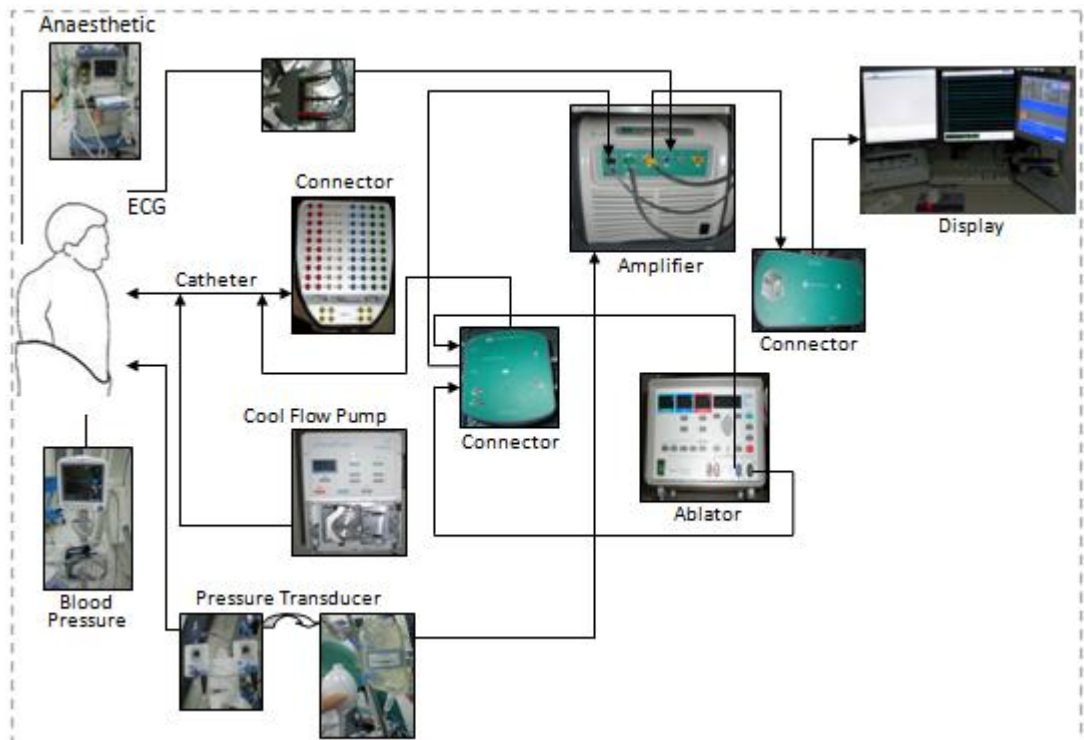 Anaesthetic
ECG
Connector
Catheter
Amplifier
Display
Connector
Connector
Cool Flow Pump
Ablator
Blood
Pressure
Pressure Transducer